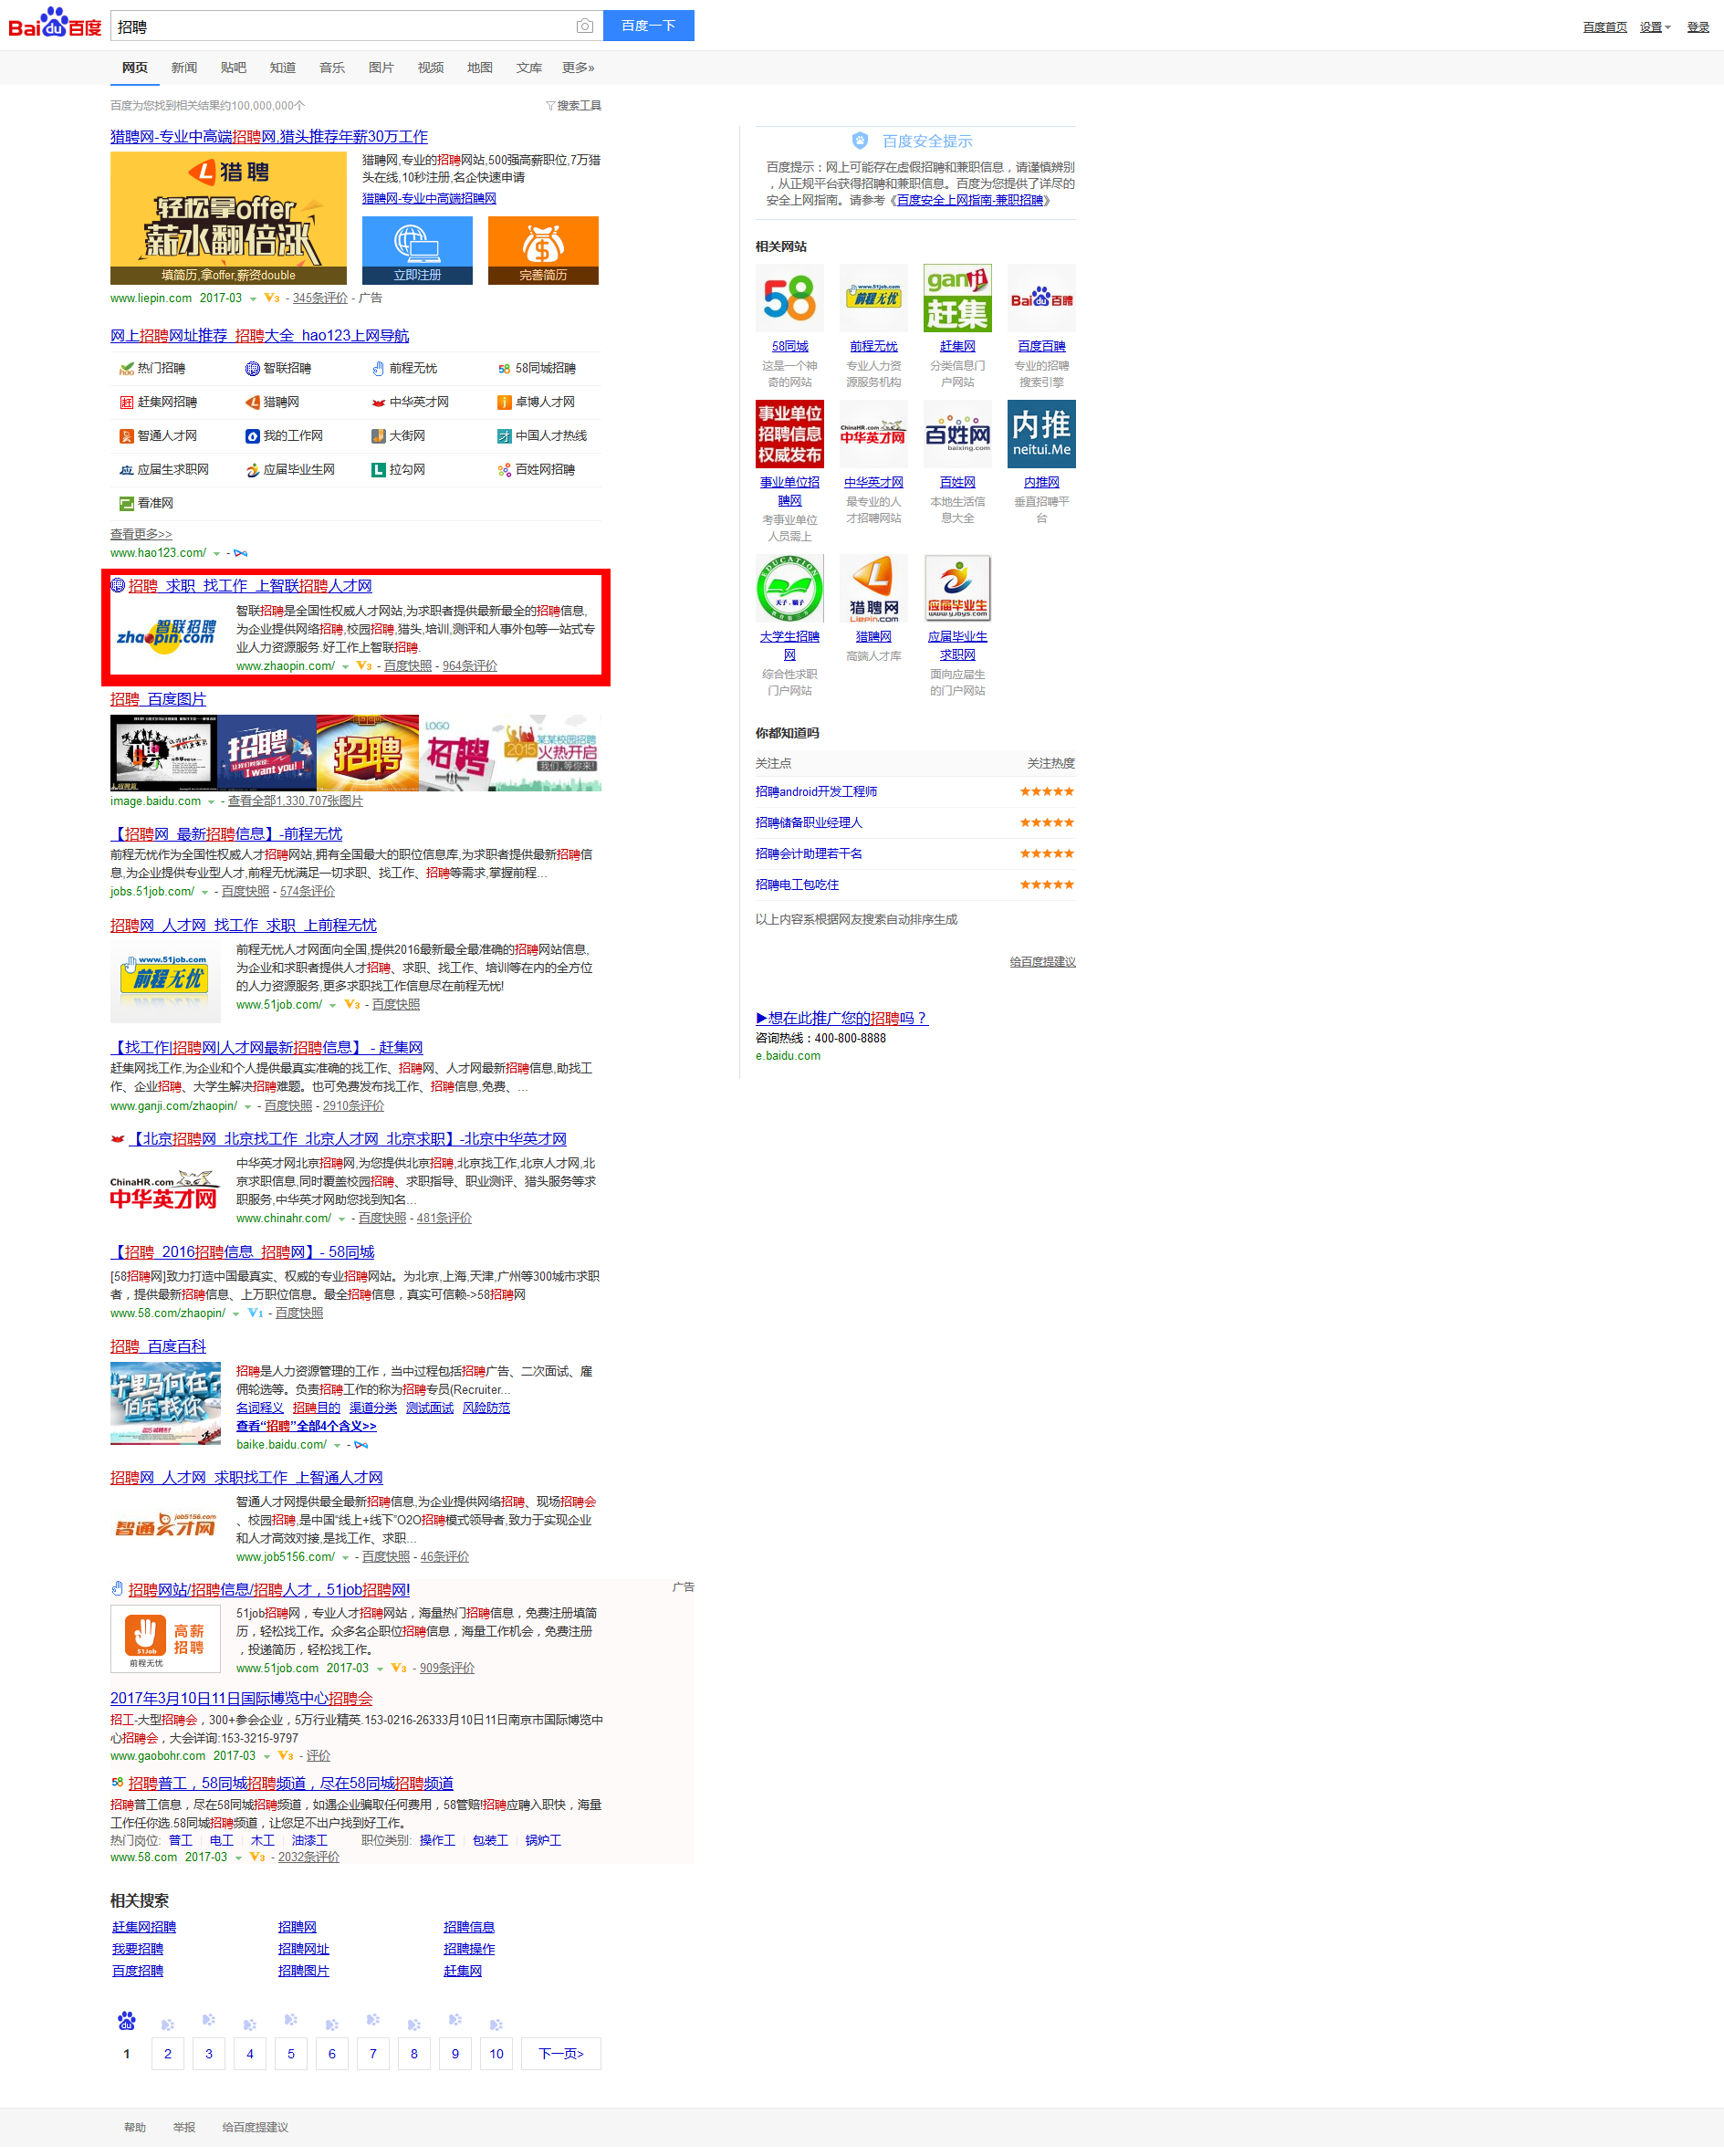 Bai du 百度
招聘
百度一下
百度首页 设置 登录
网页 新闻 贴吧 知道 音乐 图片 视频 地图 文库 更多»
百度为您找到相关结果约100,000,000个
搜索工具
猎聘网-专业中高端招聘网,猎头推荐年薪30万工作
猎聘
轻松拿offer
薪水翻倍涨
填简历,拿offer,薪资double
猎聘网,专业的招聘网站,500强高薪职位,7万猎
头在线,10秒注册,名企快速申请
猎聘网-专业中高端招聘网
立即注册
完善简历
www.liepin.com 2017-03 V3 - 345条评价 - 广告
网上招聘网址推荐_招聘大全_hao123上网导航
热门招聘 智联招聘 前程无忧 58同城招聘
赶集网招聘 猎聘网 中华英才网 卓博人才网
智通人才网 我的工作网 大街网 中国人才热线
应届生求职网 应届毕业生网 拉勾网 百姓网招聘
看准网
查看更多>>
www.hao123.com/ -
招聘_求职_找工作_上智联招聘人才网
智联招聘
zhaopin.com
智联招聘是全国性权威人才网站,为求职者提供最新最全的招聘信息,
为企业提供网络招聘,校园招聘,猎头,培训,测评和人事外包等一站式专
业人力资源服务.好工作上智联招聘.
www.zhaopin.com/ V3 - 百度快照 - 964条评价
招聘_百度图片
聘
招聘
I want you!
招聘
LOGO
招聘
2015
某某校园招聘
火热开启
我们,等你来!
image.baidu.com - 查看全部1,330,707张图片
【招聘网_最新招聘信息】-前程无忧
前程无忧作为全国性权威人才招聘网站,拥有全国最大的职位信息库,为求职者提供最新招聘信
息,为企业提供专业型人才,前程无忧满足一切求职、找工作、招聘等需求,掌握前程...
jobs.51job.com/ - 百度快照 - 574条评价
招聘网_人才网_找工作_求职_上前程无忧
www.51job.com
前程无忧
前程无忧人才网面向全国,提供2016最新最全最准确的招聘网站信息,
为企业和求职者提供人才招聘、求职、找工作、培训等在内的全方位
的人力资源服务,更多求职找工作信息尽在前程无忧!
www.51job.com/ V3 - 百度快照
【找工作|招聘网|人才网最新招聘信息】 - 赶集网
赶集网找工作,为企业和个人提供最真实准确的找工作、招聘网、人才网最新招聘信息,助找工
作、企业招聘、大学生解决招聘难题。也可免费发布找工作、招聘信息,免费、...
www.ganji.com/zhaopin/ - 百度快照 - 2910条评价
【北京招聘网_北京找工作_北京人才网_北京求职】-北京中华英才网
ChinaHR.com
中华英才网
中华英才网北京招聘网,为您提供北京招聘,北京找工作,北京人才网,北
京求职信息,同时覆盖校园招聘、求职指导、职业测评、猎头服务等求
职服务,中华英才网助您找到知名...
www.chinahr.com/ - 百度快照 - 481条评价
【招聘_2016招聘信息_招聘网】- 58同城
[58招聘网]致力打造中国最真实、权威的专业招聘网站。为北京,上海,天津,广州等300城市求职
者，提供最新招聘信息、上万职位信息。最全招聘信息，真实可信赖->58招聘网
www.58.com/zhaopin/ V1 - 百度快照
招聘_百度百科
千里马何在
伯乐找你
招聘是人力资源管理的工作，当中过程包括招聘广告、二次面试、雇
佣轮选等。负责招聘工作的称为招聘专员(Recruiter...
名词释义 招聘目的 渠道分类 测试面试 风险防范
查看“招聘”全部4个含义>>
baike.baidu.com/ -
招聘网_人才网_求职找工作_上智通人才网
job5156.com
智通人才网
智通人才网提供最全最新招聘信息,为企业提供网络招聘、现场招聘会
、校园招聘,是中国“线上+线下”O2O招聘模式领导者,致力于实现企业
和人才高效对接,是找工作、求职...
www.job5156.com/ - 百度快照 - 46条评价
招聘网站/招聘信息/招聘人才，51job招聘网!
广告
51job
前程无忧
高薪
招聘
51job招聘网，专业人才招聘网站，海量热门招聘信息，免费注册填简
历，轻松找工作。众多名企职位招聘信息，海量工作机会，免费注册
，投递简历，轻松找工作。
www.51job.com 2017-03 V3 - 909条评价
2017年3月10日11日国际博览中心招聘会
招工-大型招聘会，300+参会企业，5万行业精英.153-0216-26333月10日11日南京市国际博览中
心招聘会，大会详询:153-3215-9797
www.gaobohr.com 2017-03 V3 - 评价
58 招聘普工，58同城招聘频道，尽在58同城招聘频道
招聘普工信息，尽在58同城招聘频道，如遇企业骗取任何费用，58管赔!招聘应聘入职快，海量
工作任你选.58同城招聘频道，让您足不出户找到好工作。
热门岗位: 普工 | 电工 | 木工 | 油漆工 职位类别: 操作工 | 包装工 | 锅炉工
www.58.com 2017-03 V3 - 2032条评价
相关搜索
赶集网招聘 招聘网 招聘信息
我要招聘 招聘网址 招聘操作
百度招聘 招聘图片 赶集网
1 2 3 4 5 6 7 8 9 10 下一页>
帮助 举报 给百度提建议
百度安全提示
百度提示：网上可能存在虚假招聘和兼职信息，请谨慎辨别
，从正规平台获得招聘和兼职信息。百度为您提供了详尽的
安全上网指南。请参考《百度安全上网指南-兼职招聘》
相关网站
58
www.51job.com
前程无忧
ganji
赶集
Bai du 百聘
58同城 前程无忧 赶集网 百度百聘
这是一个神 专业人力资 分类信息门 专业的招聘
奇的网站 源服务机构 户网站 搜索引擎
事业单位
招聘信息
权威发布
ChinaHR.com
中华英才网
百姓网
baixing.com
内推
neitui.Me
事业单位招 中华英才网 百姓网 内推网
聘网
最专业的人 本地生活信 垂直招聘平
才招聘网站 息大全 台
考事业单位
人员需上
EDUCATION
天子、骄子
猎聘网
Liepin.com
应届毕业生
www.yjbys.com
大学生招聘 猎聘网 应届毕业生
网 求职网
高端人才库
综合性求职 面向应届生
门户网站 的门户网站
你都知道吗
关注点 关注热度
招聘android开发工程师
招聘储备职业经理人
招聘会计助理若干名
招聘电工包吃住
以上内容系根据网友搜索自动排序生成
给百度提建议
▶想在此推广您的招聘吗？
咨询热线：400-800-8888
e.baidu.com